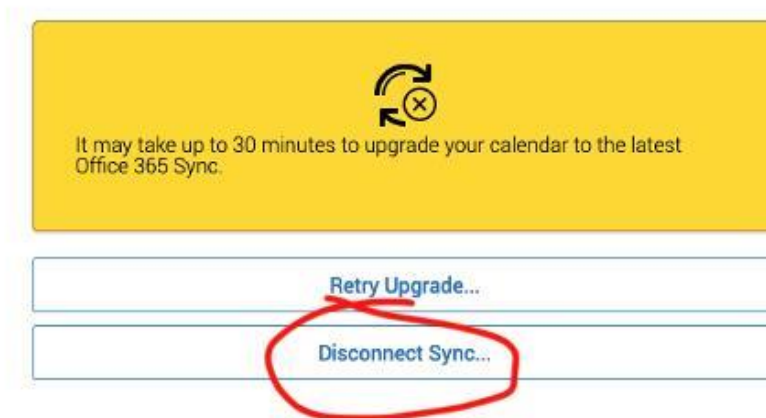 It may take up to 30 minutes to upgrade your calendar to the latest
Office 365 Sync.
Retry Upgrade...
Disconnect Sync...